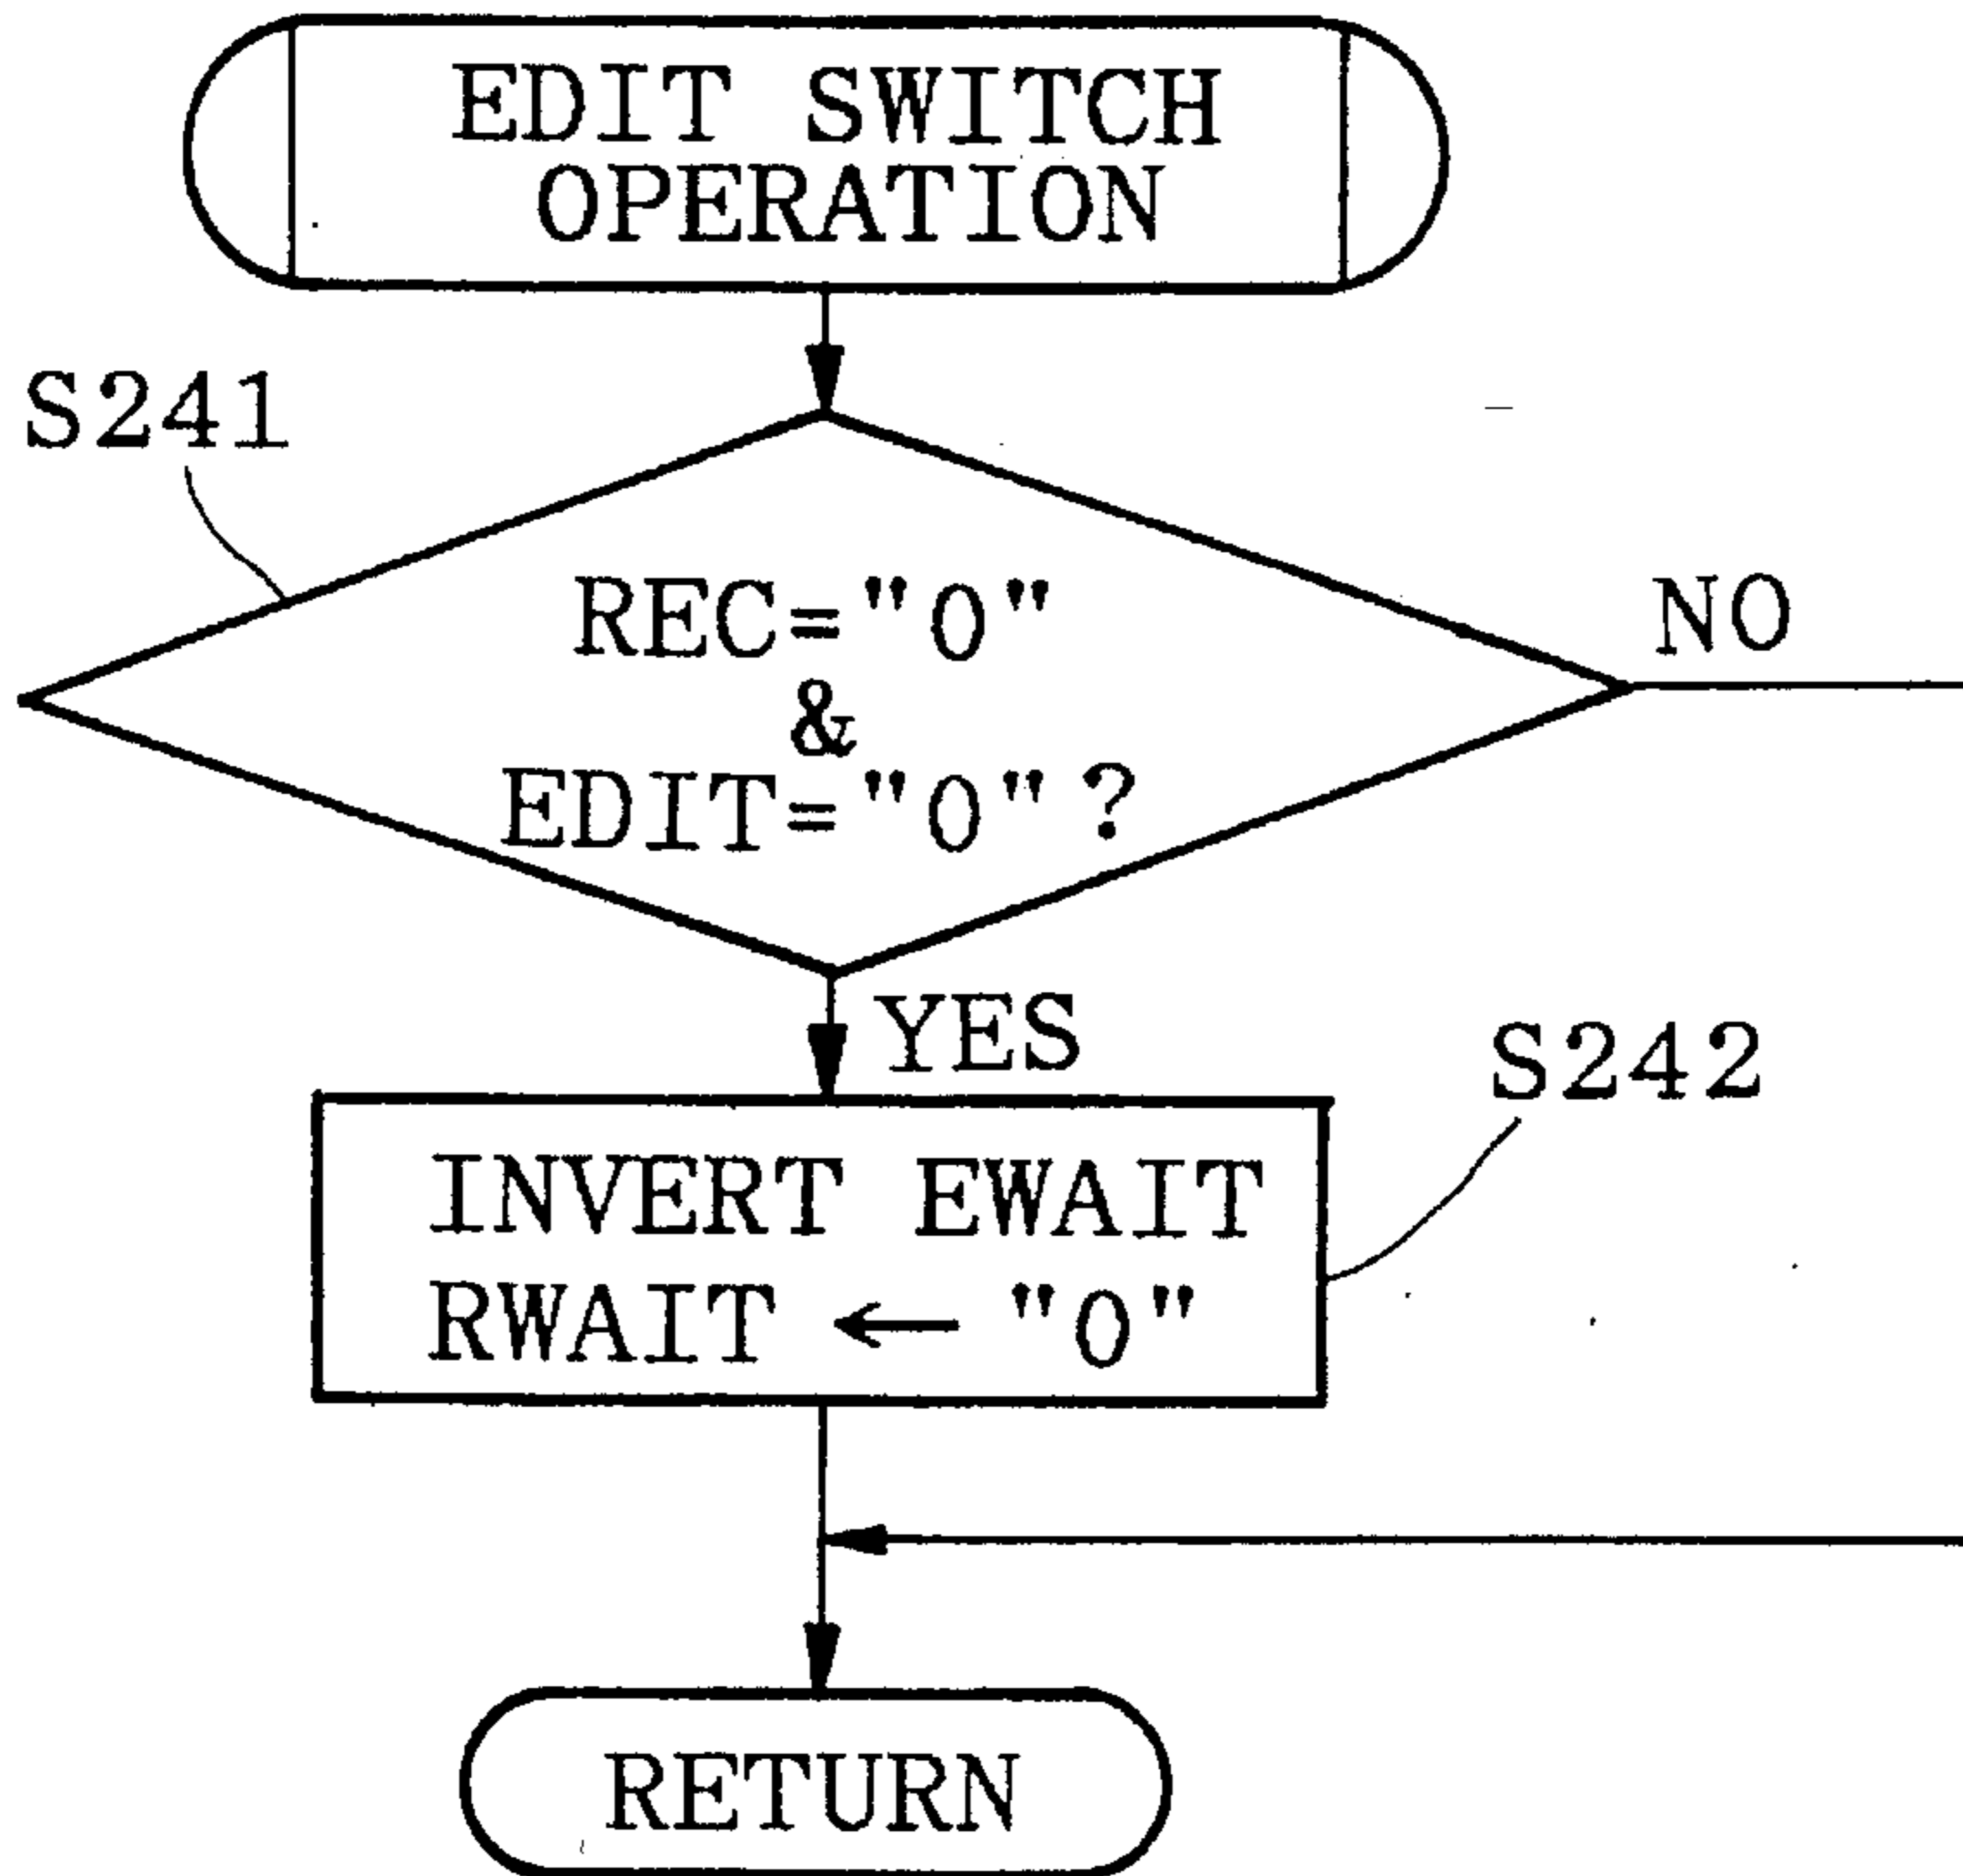 EDIT SWITCH
OPERATION
S241
REC="0"
&
EDIT="0"?
NO
YES
S242
INVERT EWAIT
RWAIT ← "0"
RETURN